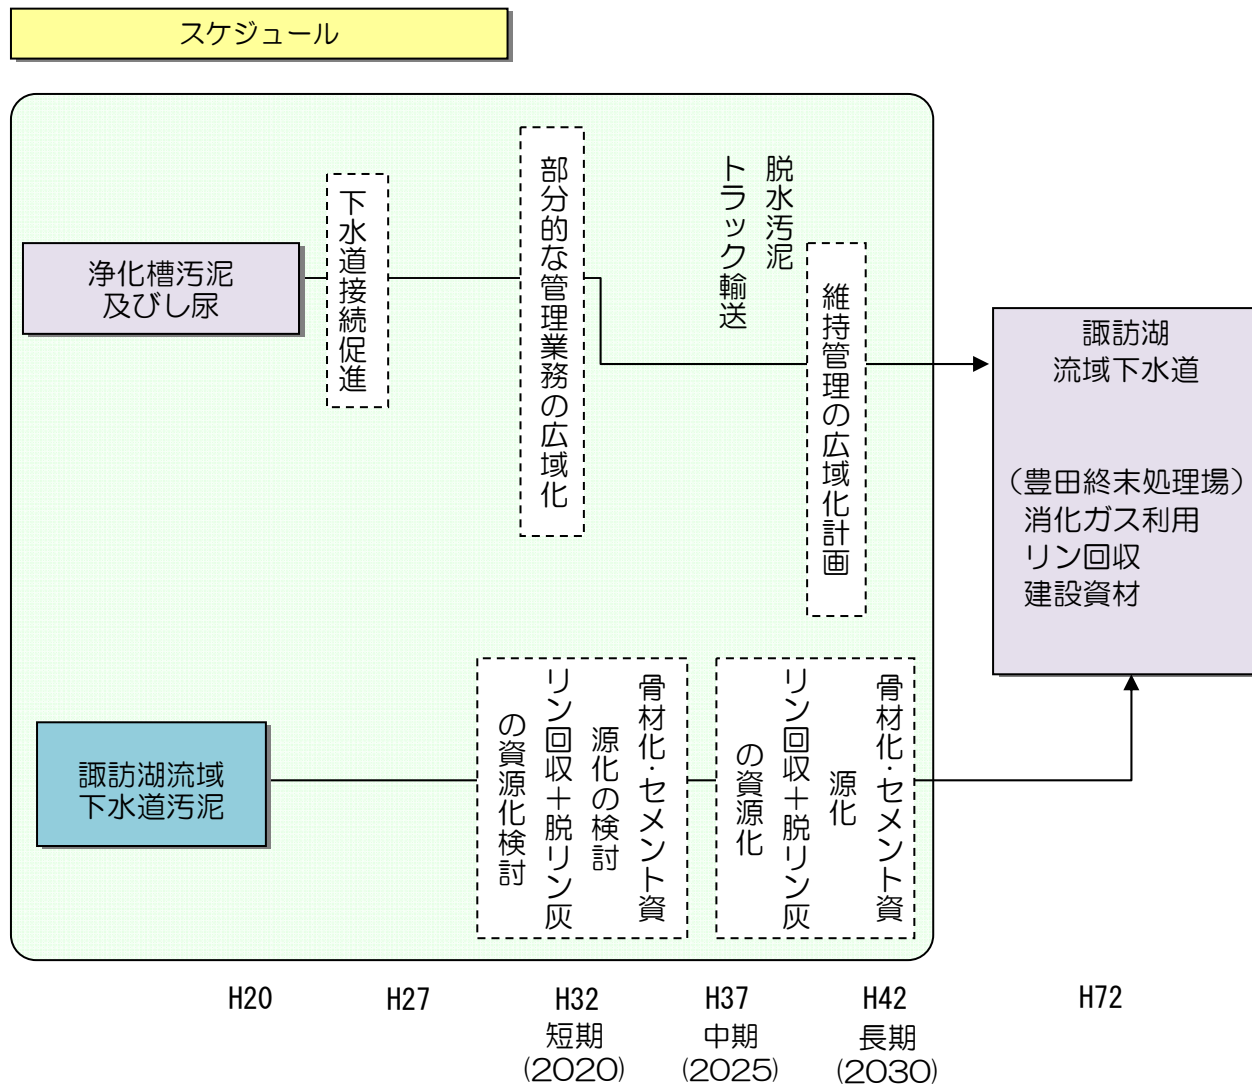 スケジュール
浄化槽汚泥
及びし尿
下水道接続促進
部分的な管理業務の広域化
脱水汚泥
トラック輸送
維持管理の広域化計画
諏訪湖
流域下水道
（豊田終末処理場）
消化ガス利用
リン回収
建設資材
諏訪湖流域
下水道汚泥
骨材化・セメント資
源化の検討
リン回収＋脱リン灰
の資源化検討
骨材化・セメント資
源化
リン回収＋脱リン灰
の資源化
H20
H27
H32
短期
(2020)
H37
中期
(2025)
H42
長期
(2030)
H72